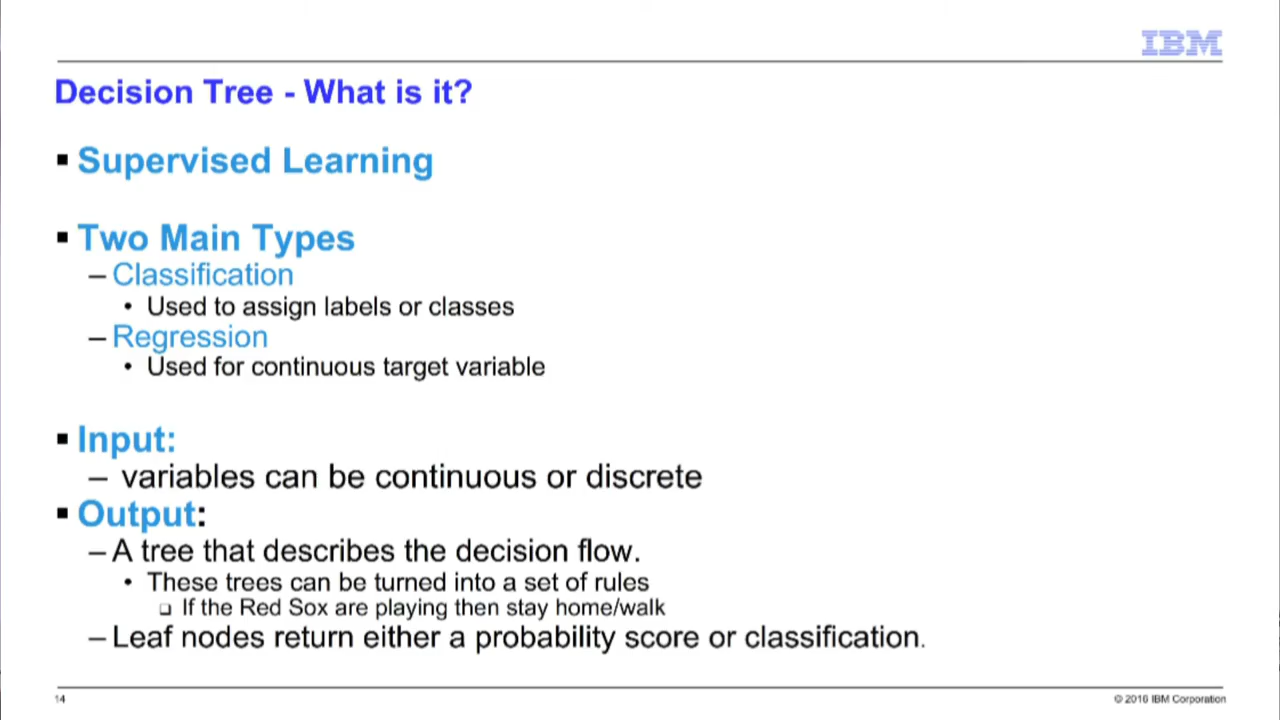 IBM
Decision Tree - What is it?
▪ Supervised Learning
▪ Two Main Types
– Classification
• Used to assign labels or classes
– Regression
• Used for continuous target variable
▪ Input:
– variables can be continuous or discrete
▪ Output:
– A tree that describes the decision flow.
• These trees can be turned into a set of rules
❑ If the Red Sox are playing then stay home/walk
– Leaf nodes return either a probability score or classification.
14
© 2016 IBM Corporation